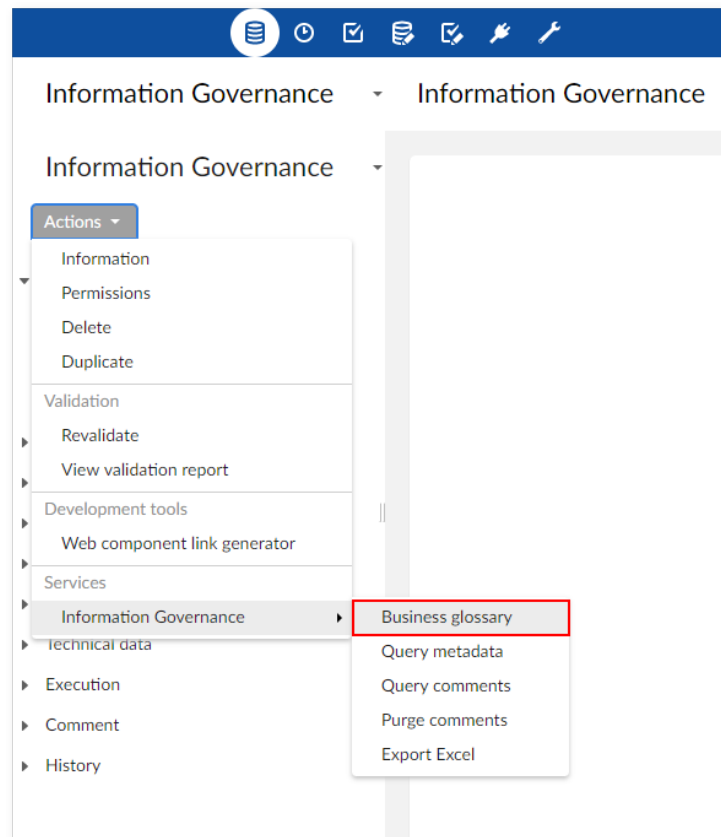 Information Governance
Information Governance
Information Governance
Actions
Information
Permissions
Delete
Duplicate
Validation
Revalidate
View validation report
Development tools
Web component link generator
Services
Information Governance
Business glossary
Technical data
Query metadata
Execution
Query comments
Comment
Purge comments
History
Export Excel